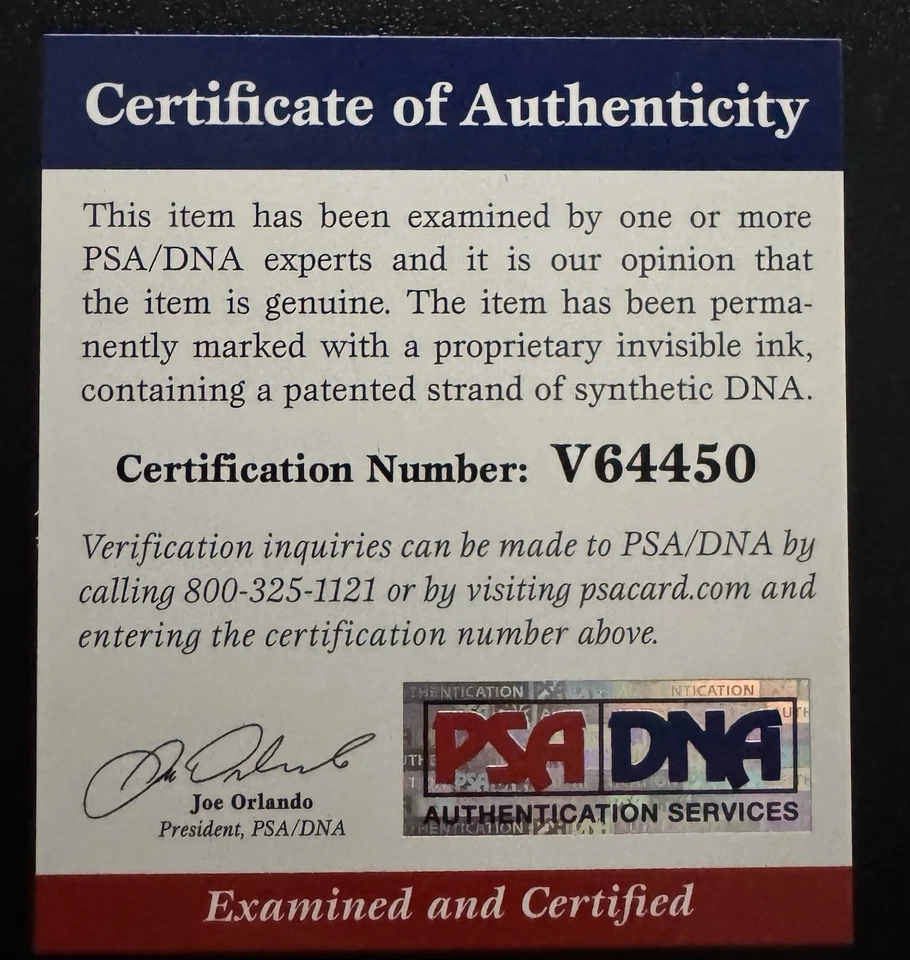 Certificate of Authenticity
This item has been examined by one or more
PSA/DNA experts and it is our opinion that
the item is genuine. The item has been perma-
nently marked with a proprietary invisible ink,
containing a patented strand of synthetic DNA.
Certification Number: V64450
Verification inquiries can be made to PSA/DNA by
calling 800-325-1121 or by visiting psacard.com and
entering the certification number above.
Joe Orlando
President, PSA/DNA
THENTICATION NTICATION
PSA DNA
AUTHENTICATION SERVICES
Examined and Certified